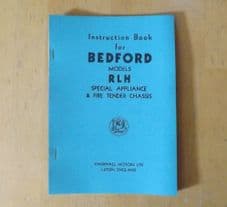 Instruction Book
for
BEDFORD
MODELS
RLH
SPECIAL APPLIANCE
& FIRE TENDER CHASSIS
VAUXHALL MOTORS LTD
LUTON, ENGLAND